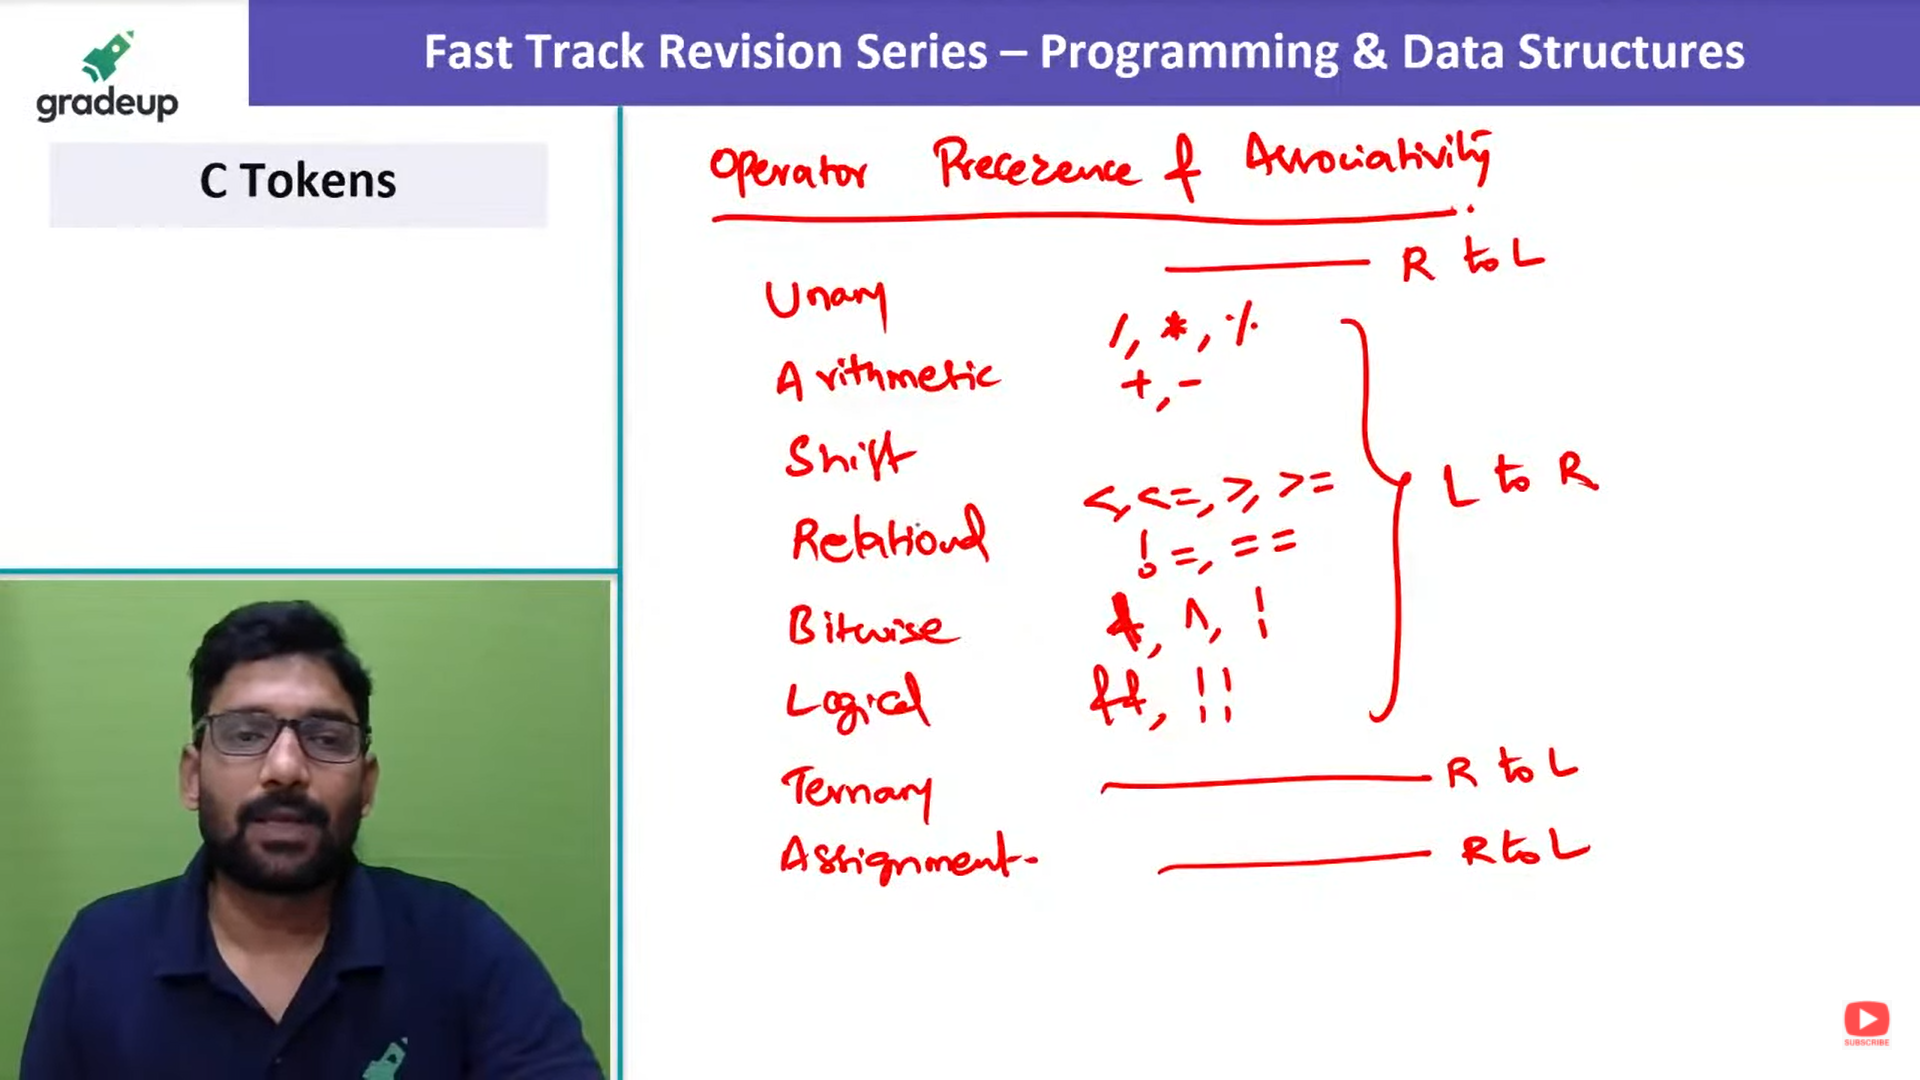 gradeup
Fast Track Revision Series – Programming & Data Structures
C Tokens
Operator Precezence & Associativity
Unary R to L
/, *, %
Arithmetic +, -
Shift
<, <=, >, >=
Relational !=, ==
L to R
Bitwise &, ^, |
Logical &&, ||
Ternary R to L
Assignment R to L
SUBSCRIBE